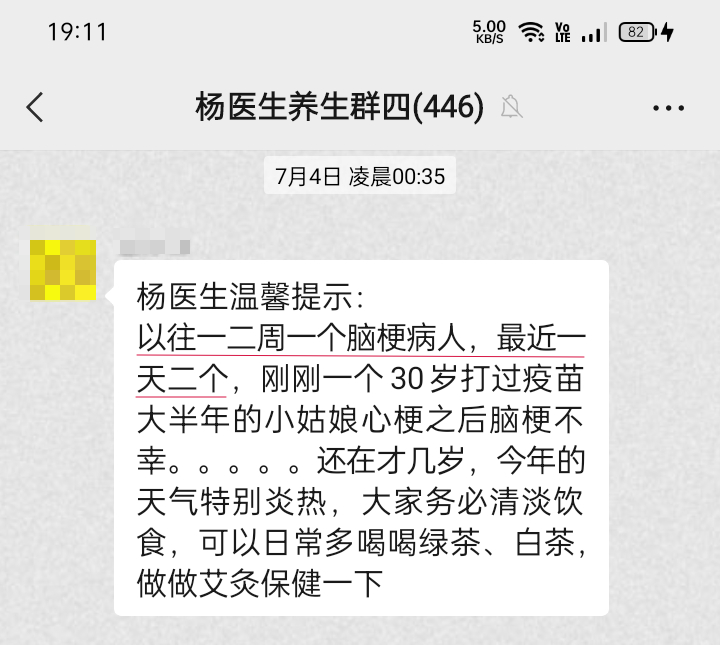 19:11
5.00 KB/S
Vo LTE
82
杨医生养生群四(446)
7月4日 凌晨00:35
杨医生温馨提示：
以往一二周一个脑梗病人，最近一
天二个，刚刚一个30岁打过疫苗
大半年的小姑娘心梗之后脑梗不
幸。。。。。还在才几岁，今年的
天气特别炎热，大家务必清淡饮
食，可以日常多喝喝绿茶、白茶，
做做艾灸保健一下